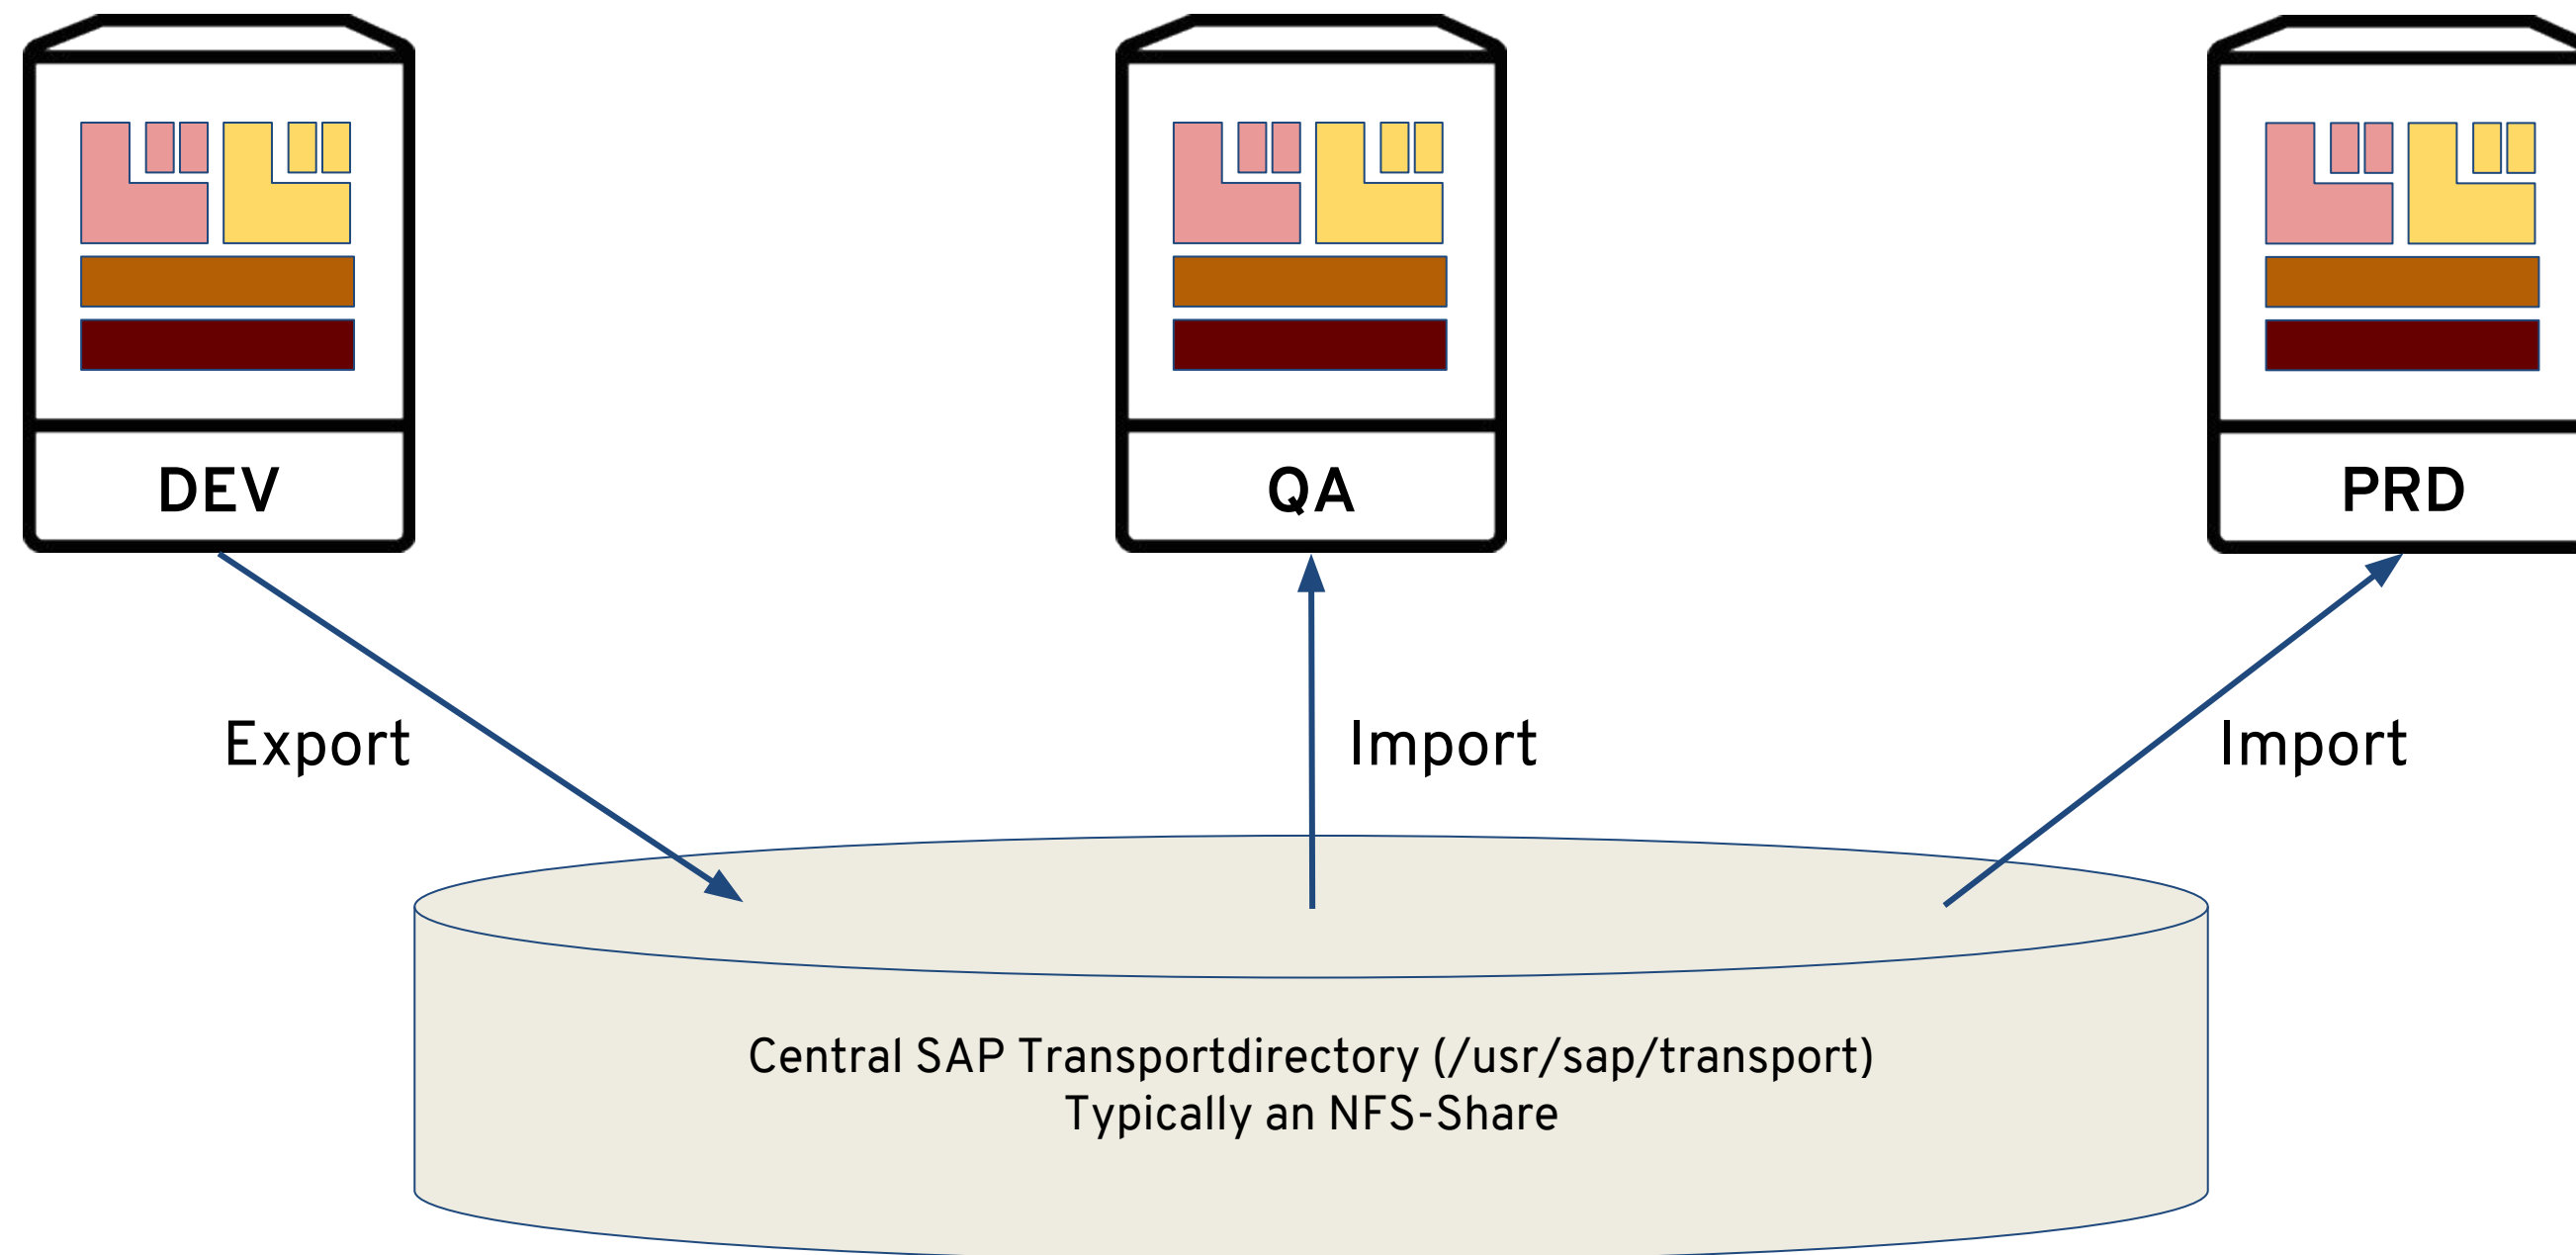 DEV
QA
PRD
Export
Import
Import
Central SAP Transportdirectory (/usr/sap/transport)
Typically an NFS-Share